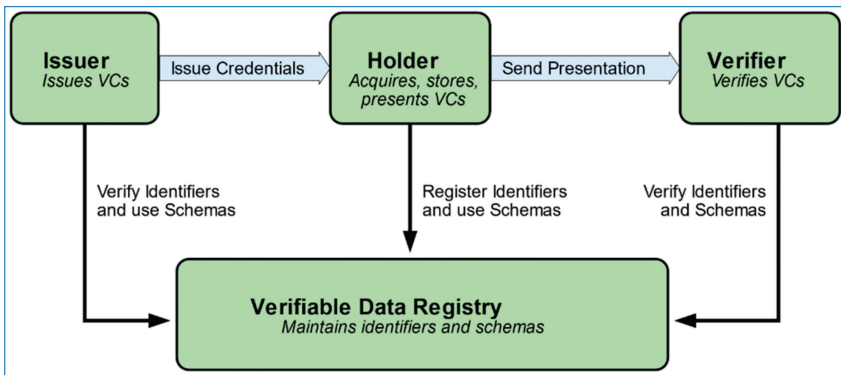 Issuer
Issues VCs
Issue Credentials
Holder
Acquires, stores,
presents VCs
Send Presentation
Verifier
Verifies VCs
Verify Identifiers
and use Schemas
Register Identifiers
and use Schemas
Verify Identifiers
and Schemas
Verifiable Data Registry
Maintains identifiers and schemas